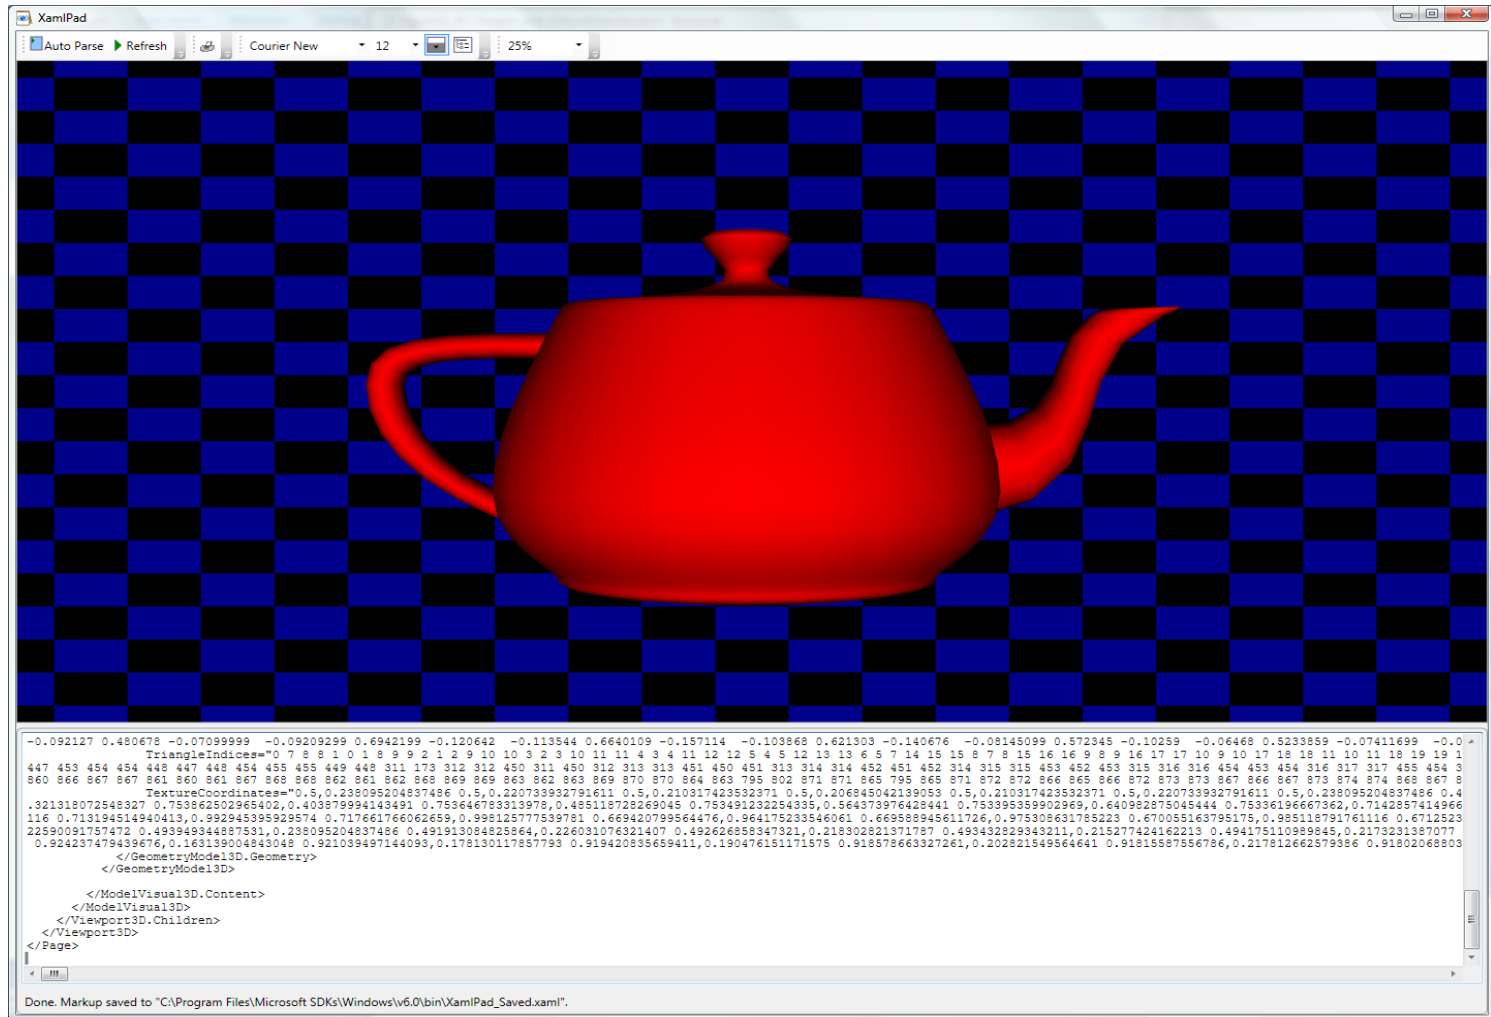 XamlPad
Auto Parse Refresh Courier New 12 25%
-0.092127 0.480678 -0.07099999 -0.09209299 0.6942199 -0.120642 -0.113544 0.6640109 -0.157114 -0.103868 0.621303 -0.140676 -0.08145099 0.572345 -0.10259 -0.06468 0.5233859 -0.07411699 -0.0
TriangleIndices="0 7 8 8 1 0 1 8 9 9 2 1 2 9 10 10 3 2 3 10 11 11 4 3 4 11 12 12 5 4 5 12 13 13 6 5 7 14 15 15 8 7 8 15 16 16 9 8 9 16 17 17 10 9 10 17 18 18 11 10 11 18 19 19 1
447 453 454 454 448 447 448 454 455 455 449 448 311 173 312 312 450 311 450 312 313 313 451 450 451 313 314 314 452 451 452 314 315 315 453 452 453 315 316 316 454 453 454 316 317 317 455 454 3
860 866 867 867 861 860 861 867 868 868 862 861 862 868 869 869 863 862 863 869 870 870 864 863 795 802 871 871 865 795 865 871 872 872 866 865 866 872 873 873 867 866 867 873 874 874 868 867 8
TextureCoordinates="0.5,0.238095204837486 0.5,0.220733932791611 0.5,0.210317423532371 0.5,0.206845042139053 0.5,0.210317423532371 0.5,0.220733932791611 0.5,0.238095204837486 0.4
.321318072548327 0.753862502965402,0.403879994143491 0.753646783313978,0.485118728269045 0.753491232254335,0.564373976428441 0.753395359902969,0.640982875045444 0.75336196667362,0.7142857414966
116 0.713194514940413,0.992945395929574 0.717661766062659,0.998125777539781 0.669420799564476,0.964175233546061 0.669588945611726,0.975308631785223 0.670055163795175,0.985118791761116 0.6712523
22590091757472 0.493949344887531,0.238095204837486 0.491913084825864,0.226031076321407 0.492626858347321,0.218302821371787 0.493432829343211,0.215277424162213 0.494175110989845,0.2173231387077
0.924237479439676,0.163139004843048 0.921039497144093,0.178130117857793 0.919420835659411,0.190476151171575 0.918578663327261,0.202821549564641 0.91815587556786,0.217812662579386 0.91802068803
</GeometryModel3D.Geometry>
</GeometryModel3D>
</ModelVisual3D.Content>
</ModelVisual3D>
</Viewport3D.Children>
</Viewport3D>
</Page>
Done. Markup saved to "C:\Program Files\Microsoft SDKs\Windows\v6.0\bin\XamlPad_Saved.xaml".